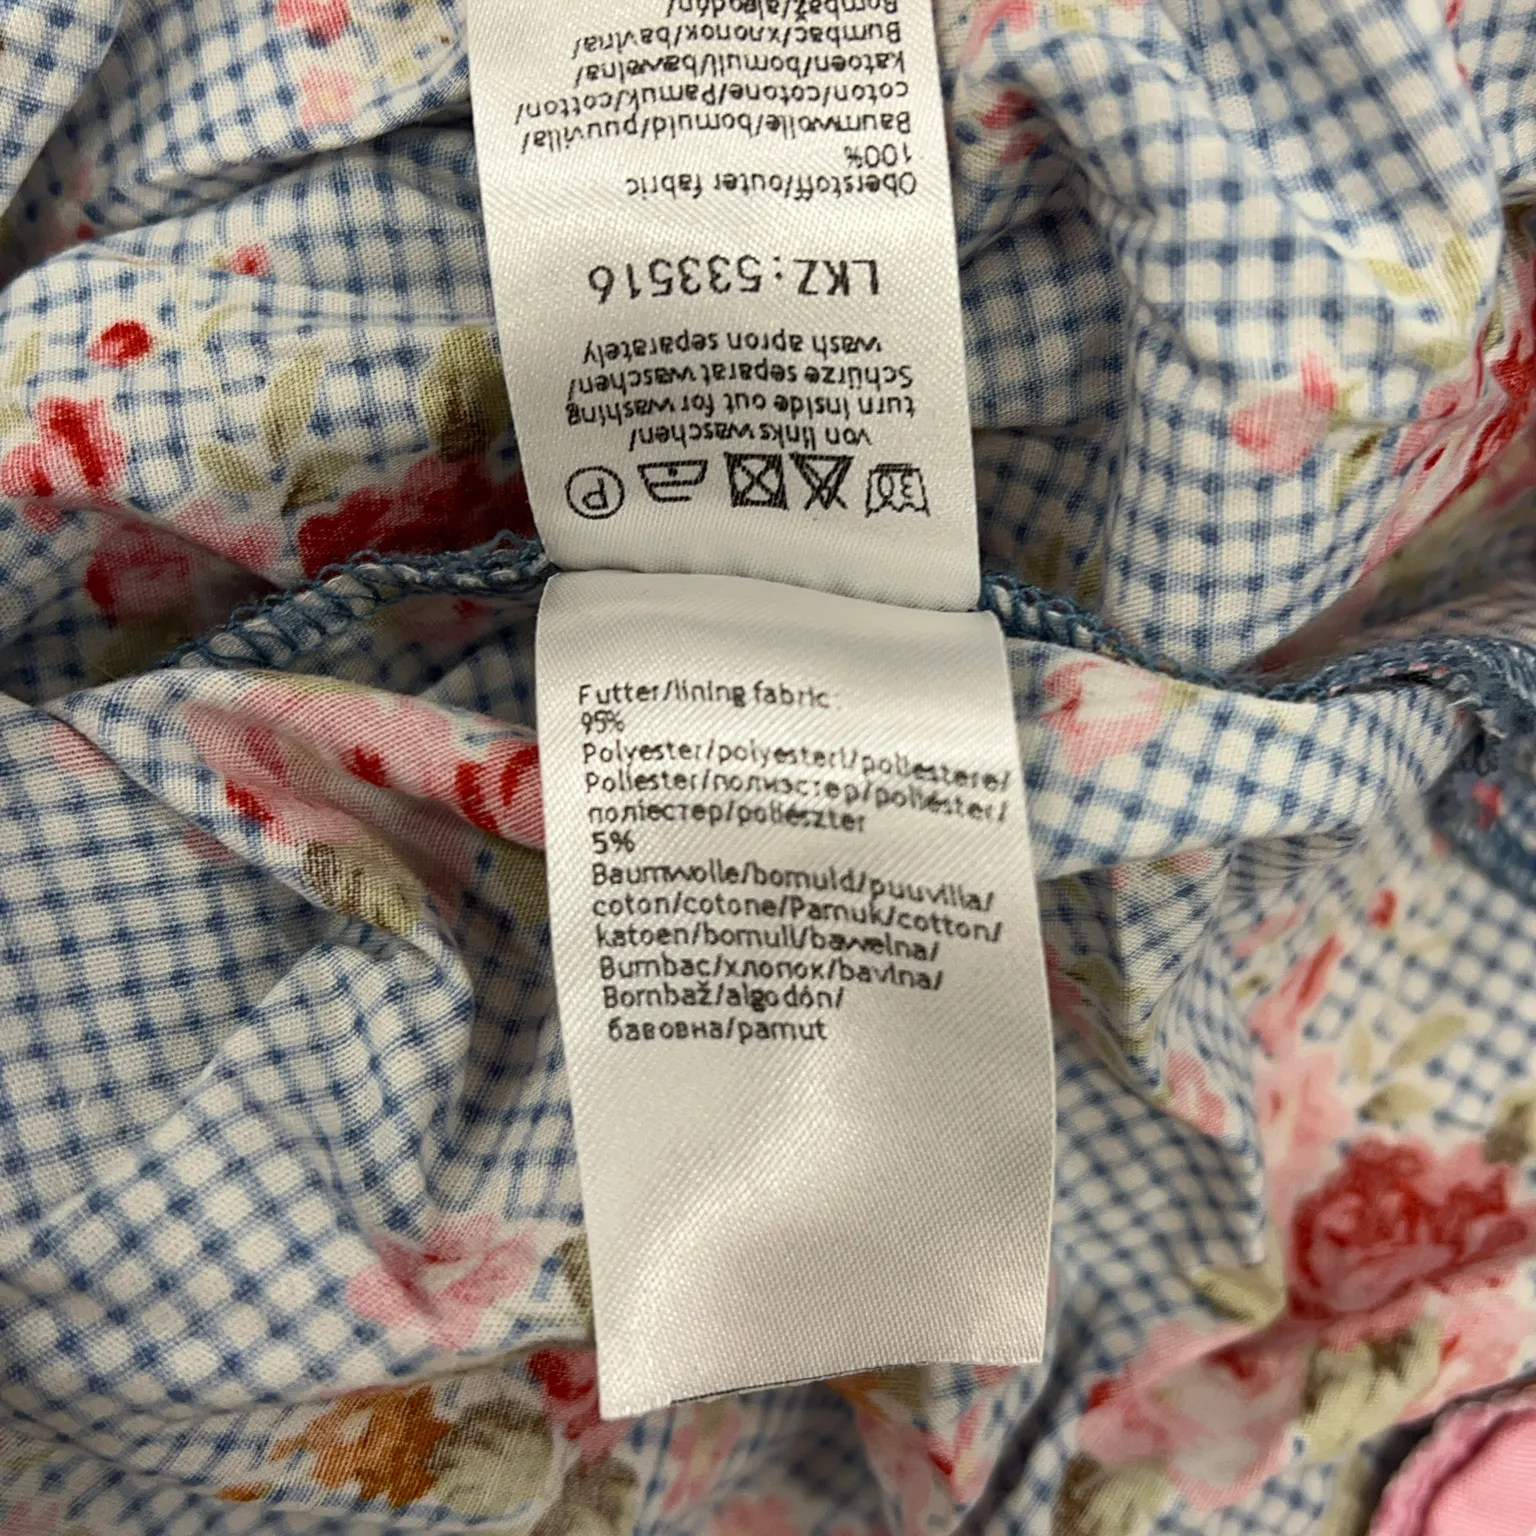 von links waschen/
turn inside out for washing
Schürze separat waschen/
wash apron separately
LKZ: 533516
Oberstoff/outer fabric
100%
Baumwolle/bomuld/puuvilla/
coton/cotone/Pamuk/cotton/
katoen/bomull/bawełna/
Bumbac/хлопок/bavlna/
Bombaž/algodón/
Futter/lining fabric:
95%
Polyester/polyesteri/poliestere/
Poliester/полиэстер/poliéster/
поліестер/poliészter
5%
Baumwolle/bomuld/puuvilla/
coton/cotone/Pamuk/cotton/
katoen/bomull/bawełna/
Bumbac/хлопок/bavlna/
Bombaž/algodón/
бавовна/pamut